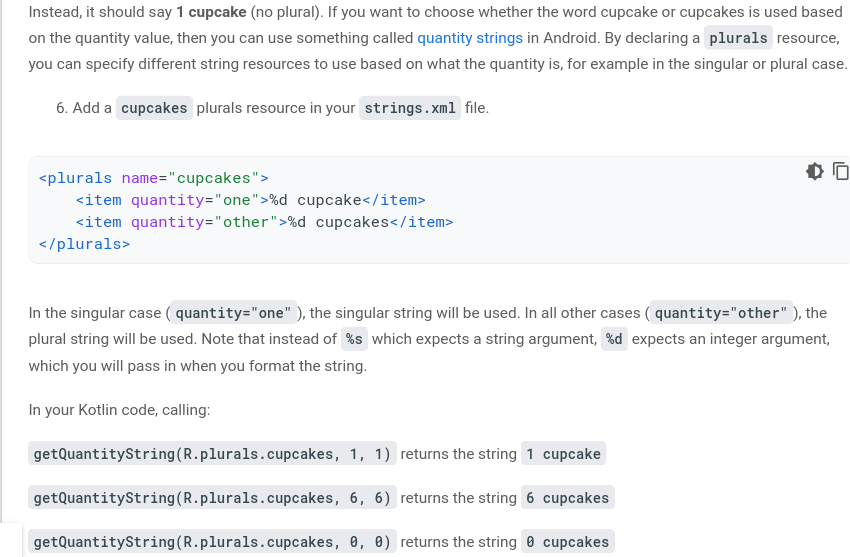 Instead, it should say 1 cupcake (no plural). If you want to choose whether the word cupcake or cupcakes is used based
on the quantity value, then you can use something called quantity strings in Android. By declaring a plurals resource,
you can specify different string resources to use based on what the quantity is, for example in the singular or plural case.
6. Add a cupcakes plurals resource in your strings.xml file.
<plurals name="cupcakes">
    <item quantity="one">%d cupcake</item>
    <item quantity="other">%d cupcakes</item>
</plurals>
In the singular case (quantity="one"), the singular string will be used. In all other cases (quantity="other"), the
plural string will be used. Note that instead of %s which expects a string argument, %d expects an integer argument,
which you will pass in when you format the string.
In your Kotlin code, calling:
getQuantityString(R.plurals.cupcakes, 1, 1) returns the string 1 cupcake
getQuantityString(R.plurals.cupcakes, 6, 6) returns the string 6 cupcakes
getQuantityString(R.plurals.cupcakes, 0, 0) returns the string 0 cupcakes